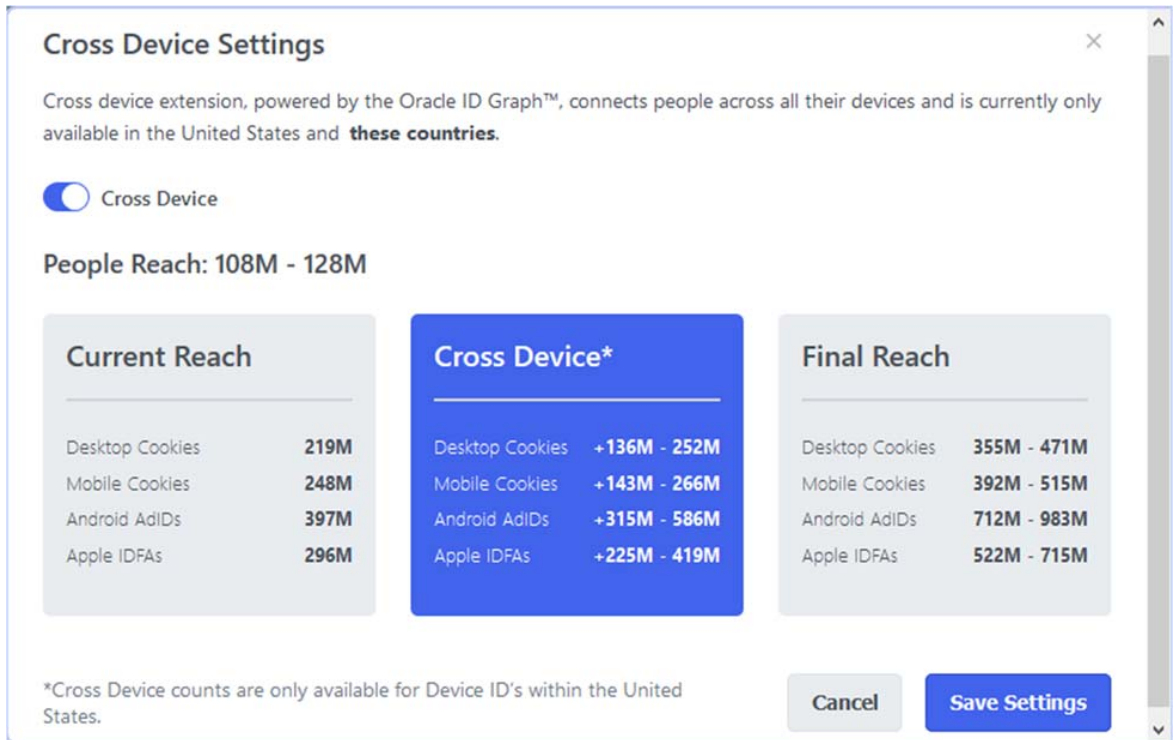 Cross Device Settings
Cross device extension, powered by the Oracle ID Graph™, connects people across all their devices and is currently only
available in the United States and these countries.
Cross Device
People Reach: 108M - 128M
Current Reach
Desktop Cookies 219M
Mobile Cookies 248M
Android AdIDs 397M
Apple IDFAs 296M
Cross Device*
Desktop Cookies +136M - 252M
Mobile Cookies +143M - 266M
Android AdIDs +315M - 586M
Apple IDFAs +225M - 419M
Final Reach
Desktop Cookies 355M - 471M
Mobile Cookies 392M - 515M
Android AdIDs 712M - 983M
Apple IDFAs 522M - 715M
*Cross Device counts are only available for Device ID's within the United
States.
Cancel
Save Settings